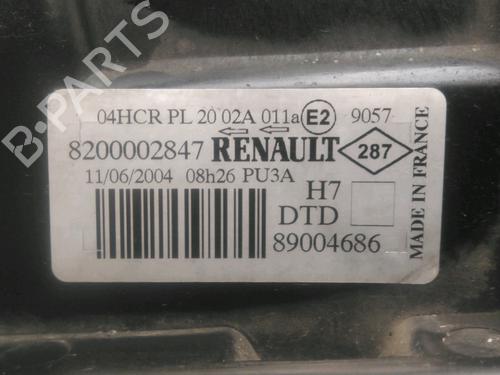 B-PARTS
04HCR PL 20 02A 011a E2 9057
8200002847 RENAULT 287
11/06/2004 08h26 PU3A
H7
DTD
89004686
MADE IN FRANCE